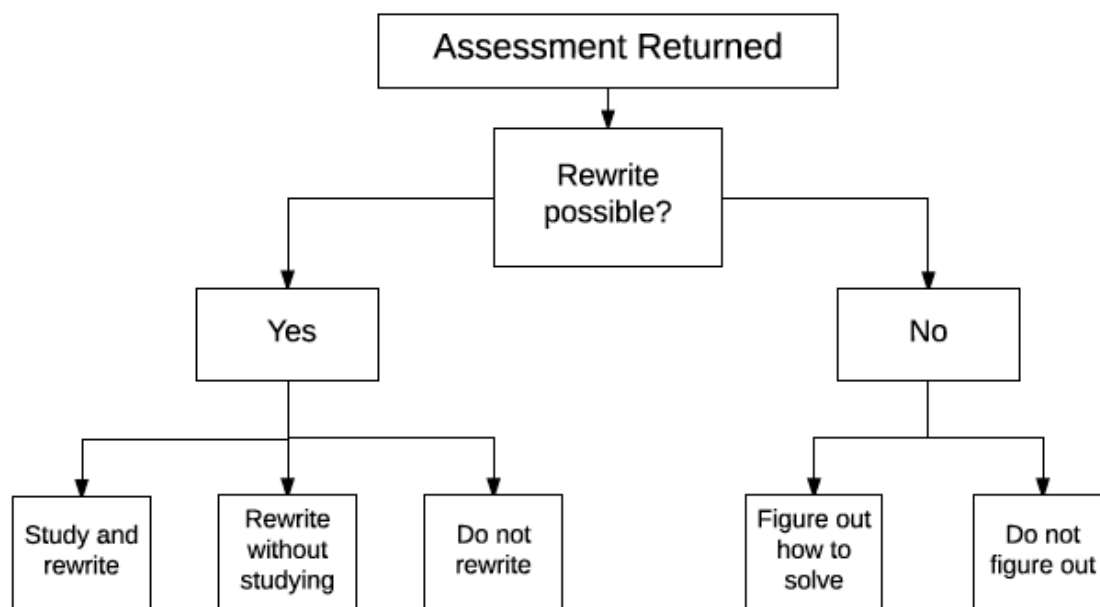 Assessment Returned
Rewrite
possible?
Yes
No
Study and
rewrite
Rewrite
without
studying
Do not
rewrite
Figure out
how to
solve
Do not
figure out